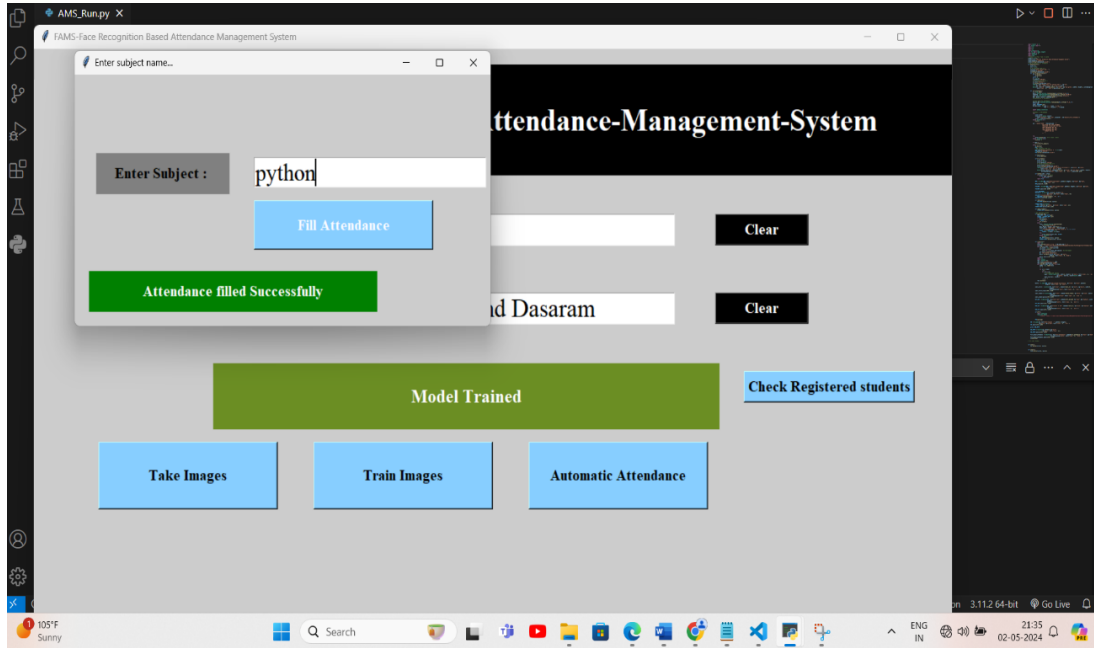 AMS_Run.py
FAMS-Face Recognition Based Attendance Management System
Enter subject name...
ttendance-Management-System
Enter Subject :
python
Fill Attendance
Clear
Attendance filled Successfully
d Dasaram
Clear
Model Trained
Check Registered students
Take Images
Train Images
Automatic Attendance
3.11.2 64-bit
Go Live
1
105°F
Sunny
Search
ENG
IN
21:35
02-05-2024